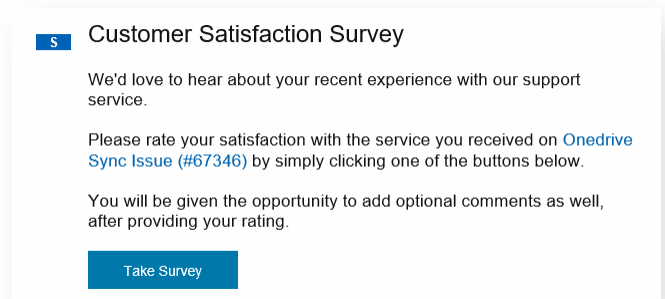 Customer Satisfaction Survey
S
We'd love to hear about your recent experience with our support
service.
Please rate your satisfaction with the service you received on Onedrive
Sync Issue (#67346) by simply clicking one of the buttons below.
You will be given the opportunity to add optional comments as well,
after providing your rating.
Take Survey